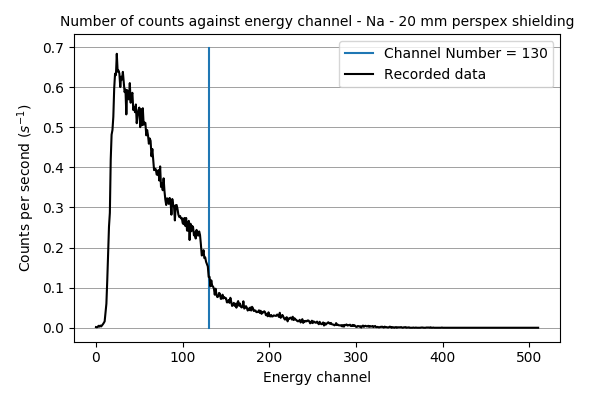 Number of counts against energy channel - Na - 20 mm perspex shielding
Channel Number = 130
Recorded data
Counts per second (s⁻¹)
0.7
0.6
0.5
0.4
0.3
0.2
0.1
0.0
0 100 200 300 400 500
Energy channel